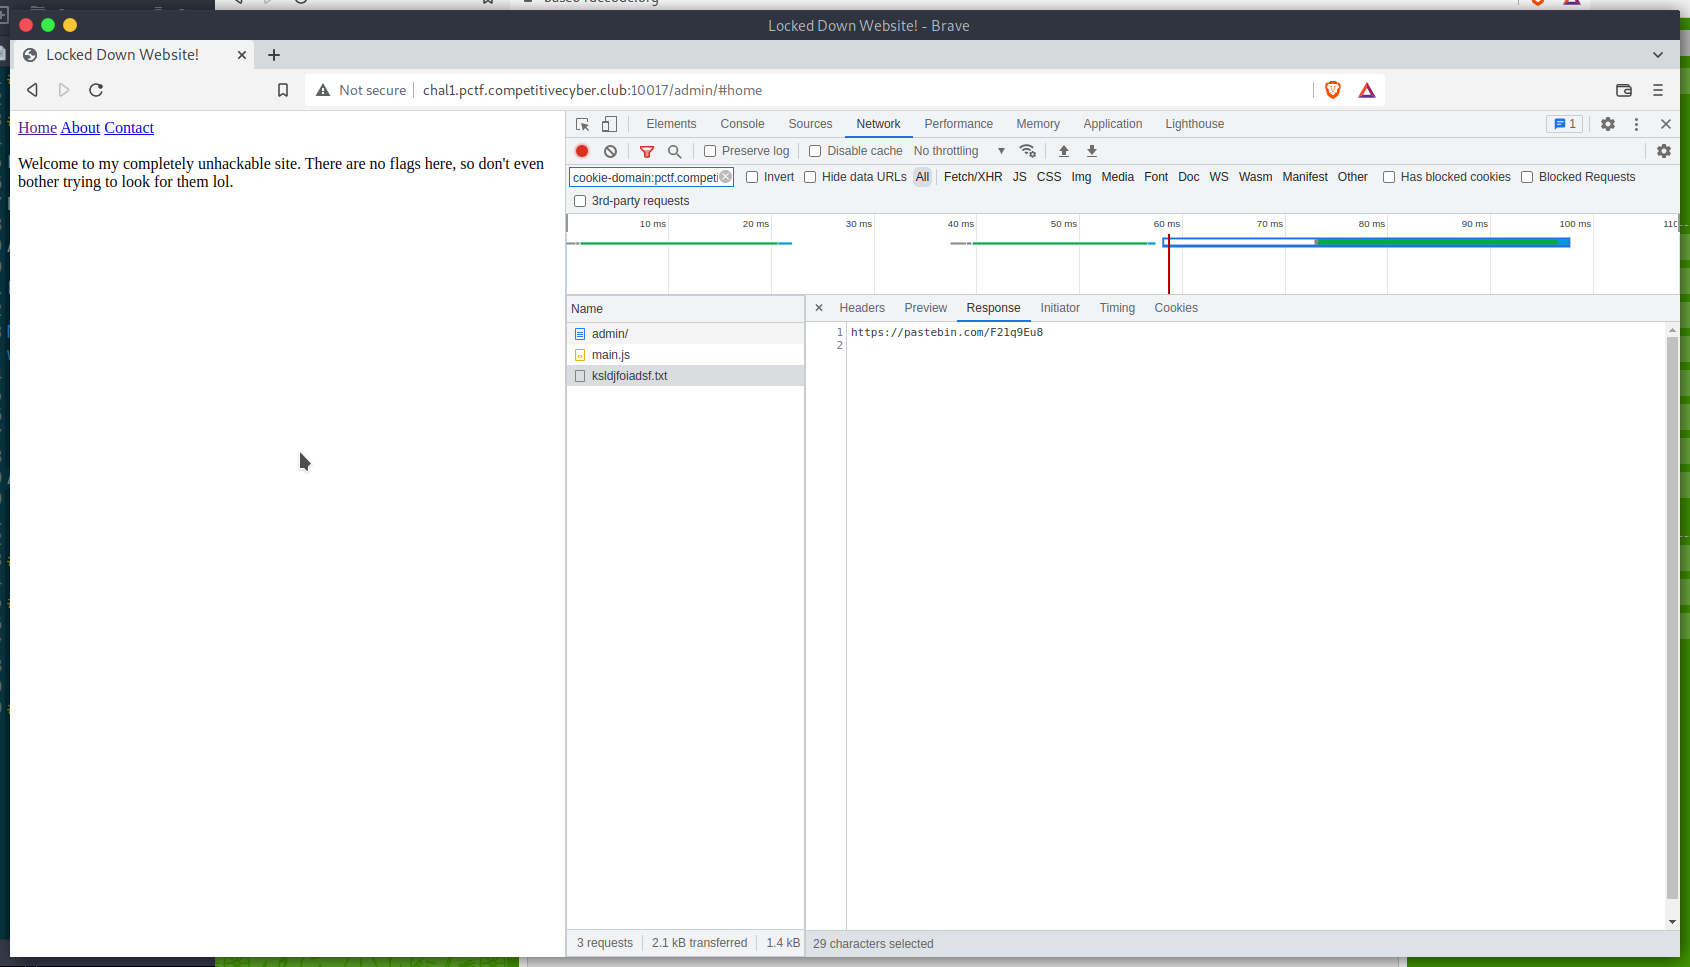 Locked Down Website! - Brave
Locked Down Website!
Not secure
chal1.pctf.competitivecyber.club:10017/admin/#home
Home About Contact
Welcome to my completely unhackable site. There are no flags here, so don't even
bother trying to look for them lol.
Elements Console Sources Network Performance Memory Application Lighthouse 1
Preserve log Disable cache No throttling
cookie-domain:pctf.competi Invert Hide data URLs All Fetch/XHR JS CSS Img Media Font Doc WS Wasm Manifest Other Has blocked cookies Blocked Requests
3rd-party requests
10 ms 20 ms 30 ms 40 ms 50 ms 60 ms 70 ms 80 ms 90 ms 100 ms
Name
admin/
main.js
ksldjfoiadsf.txt
Headers Preview Response Initiator Timing Cookies
1 https://pastebin.com/F21q9Eu8
2
3 requests 2.1 kB transferred 1.4 kB
29 characters selected